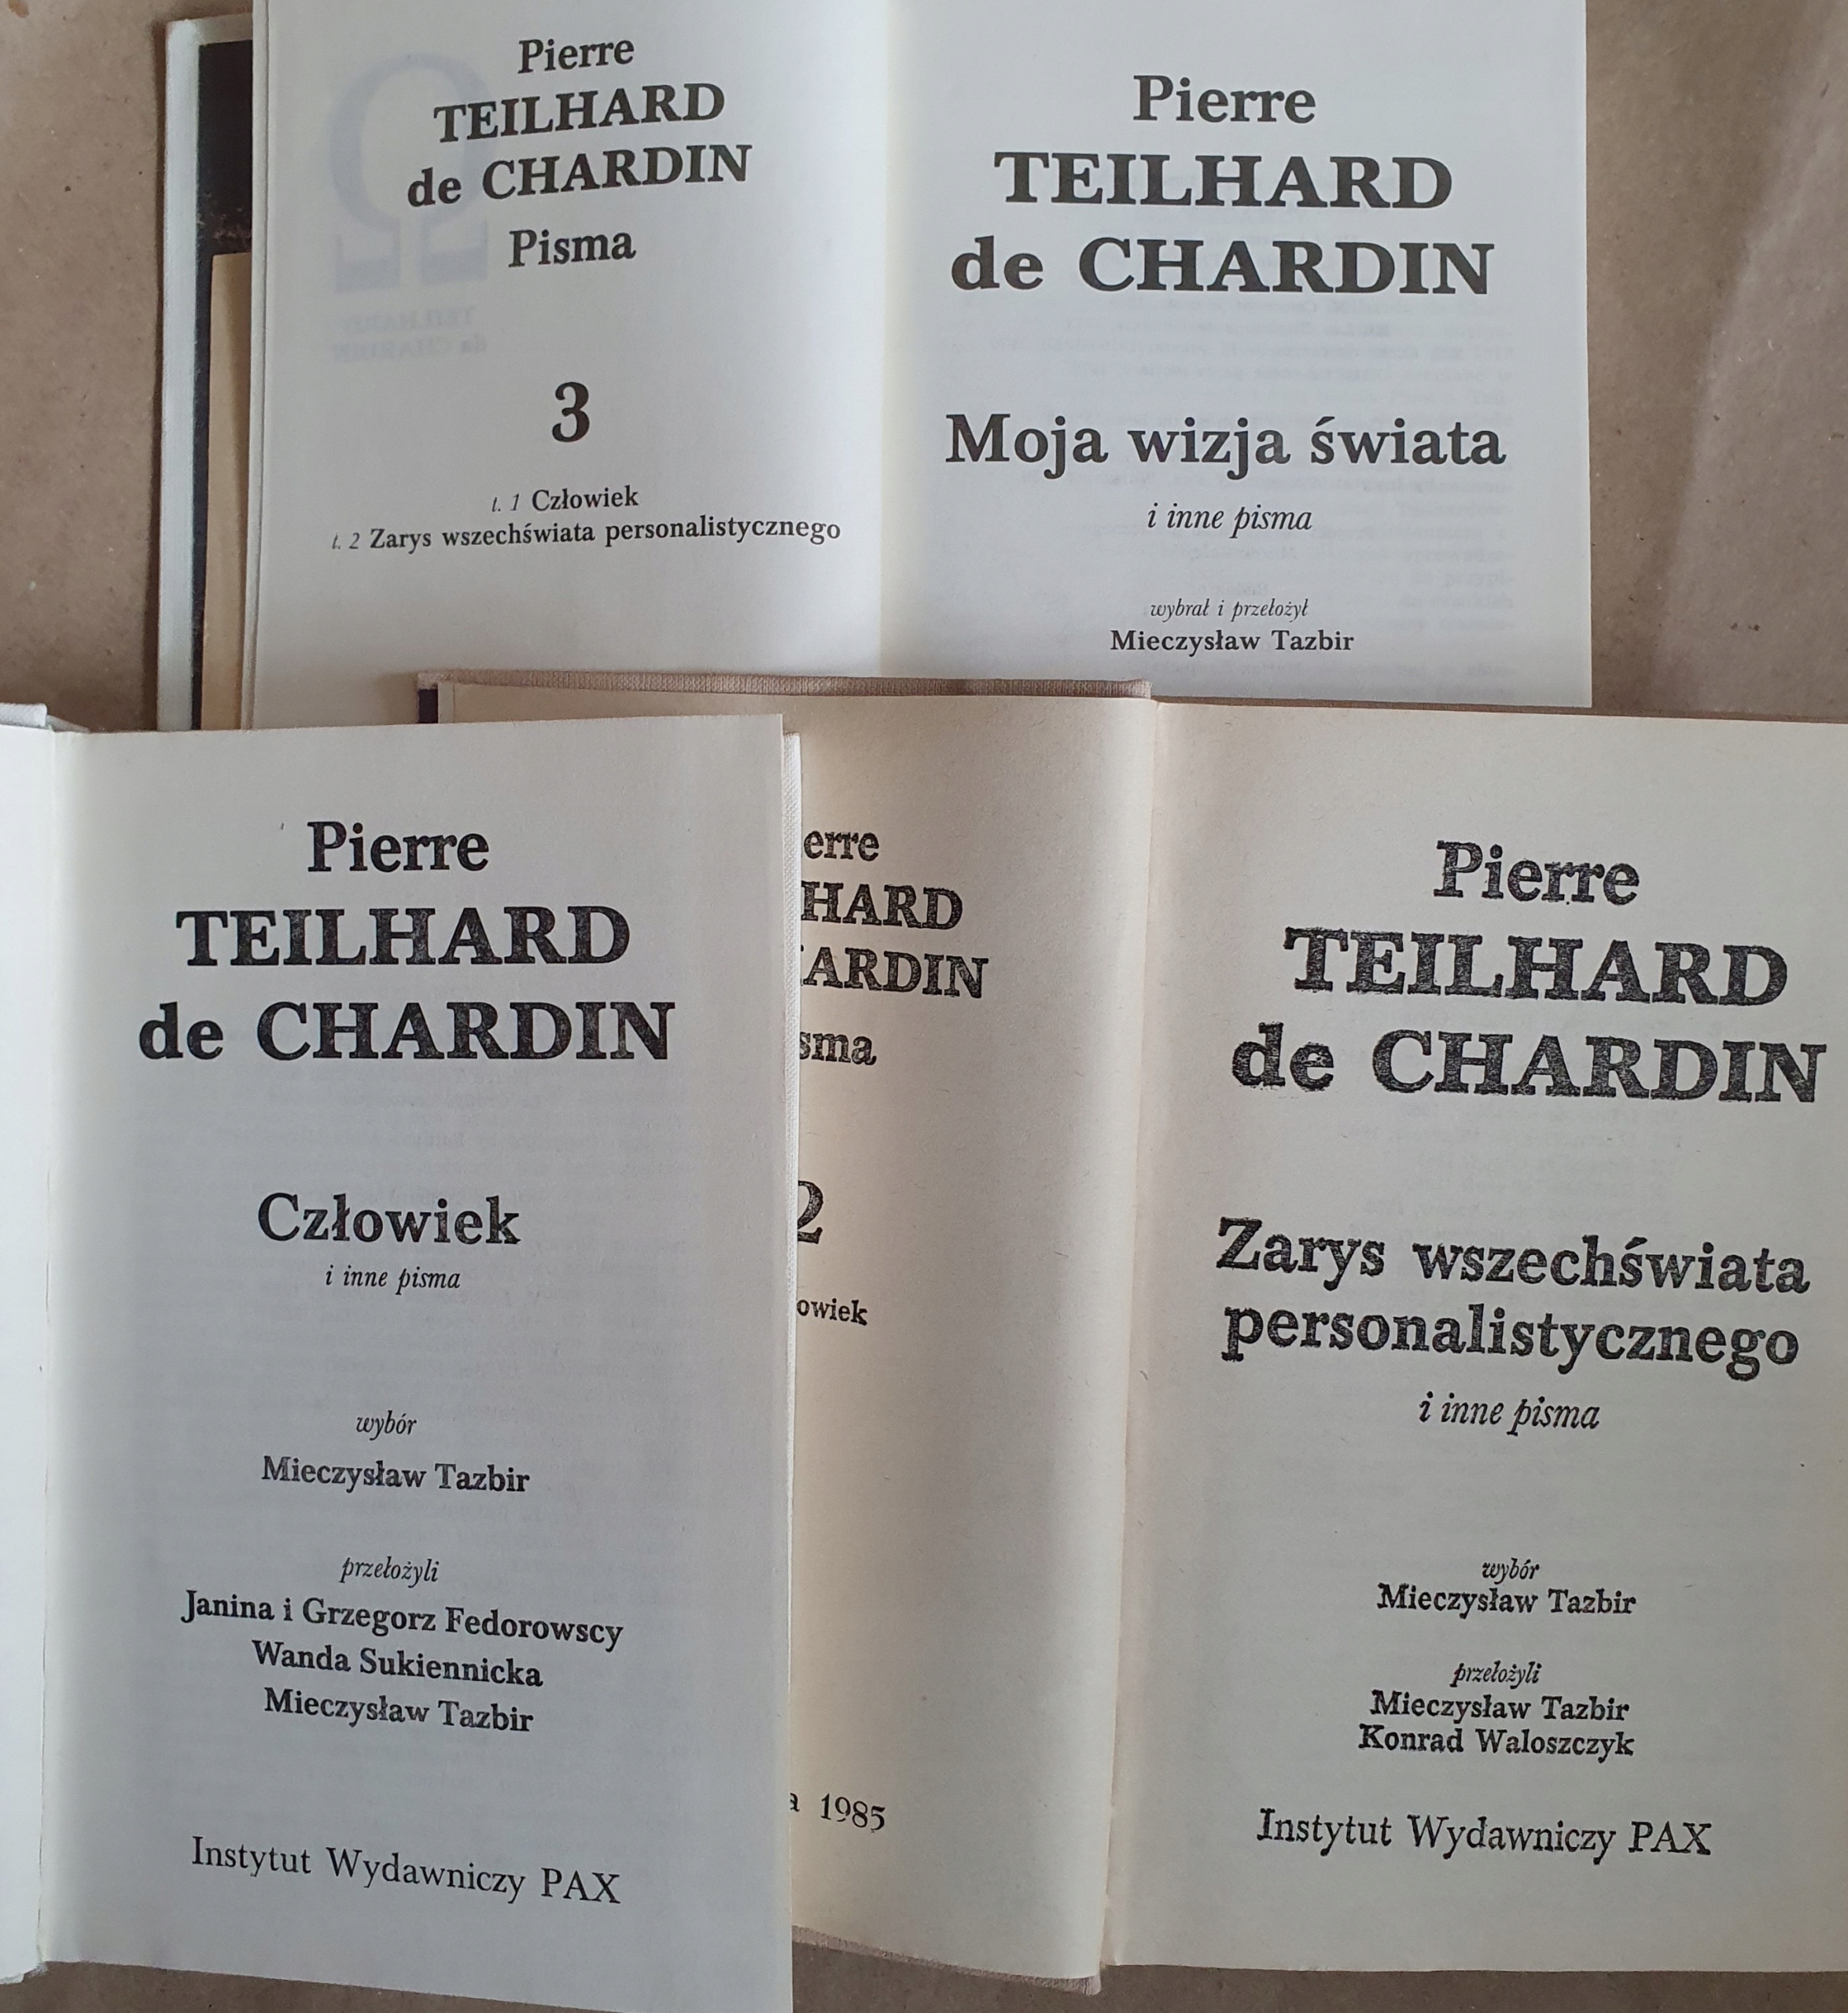 Pierre
TEILHARD
de CHARDIN
Pisma
3
t. 1 Człowiek
t. 2 Zarys wszechświata personalistycznego
Pierre
TEILHARD
de CHARDIN
Moja wizja świata
i inne pisma
wybrał i przełożył
Mieczysław Tazbir
Pierre
TEILHARD
de CHARDIN
Człowiek
i inne pisma
wybór
Mieczysław Tazbir
przełożyli
Janina i Grzegorz Fedorowscy
Wanda Sukiennicka
Mieczysław Tazbir
Instytut Wydawniczy PAX
erre
HARD
ARDIN
sma
2
owiek
a 1985
Pierre
TEILHARD
de CHARDIN
Zarys wszechświata
personalistycznego
i inne pisma
wybór
Mieczysław Tazbir
przełożyli
Mieczysław Tazbir
Konrad Waloszczyk
Instytut Wydawniczy PAX